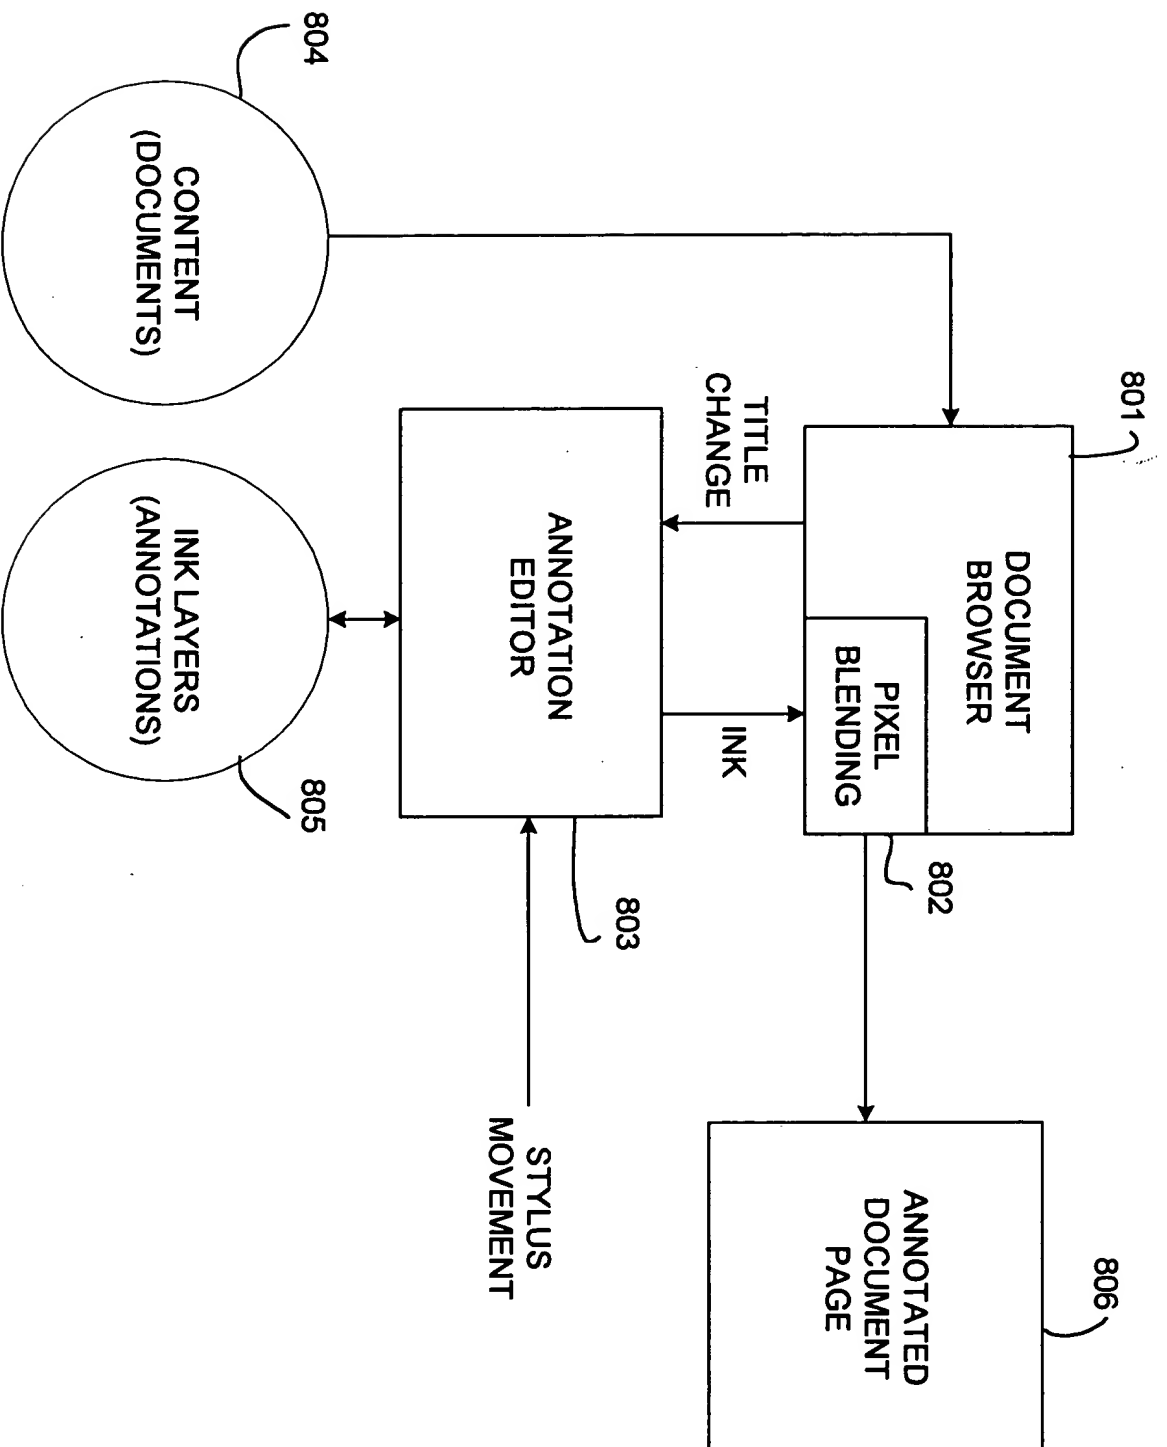 801
DOCUMENT
BROWSER
802
PIXEL
BLENDING
806
ANNOTATED
DOCUMENT
PAGE
TITLE
CHANGE
INK
803
ANNOTATION
EDITOR
STYLUS
MOVEMENT
804
CONTENT
(DOCUMENTS)
805
INK LAYERS
(ANNOTATIONS)